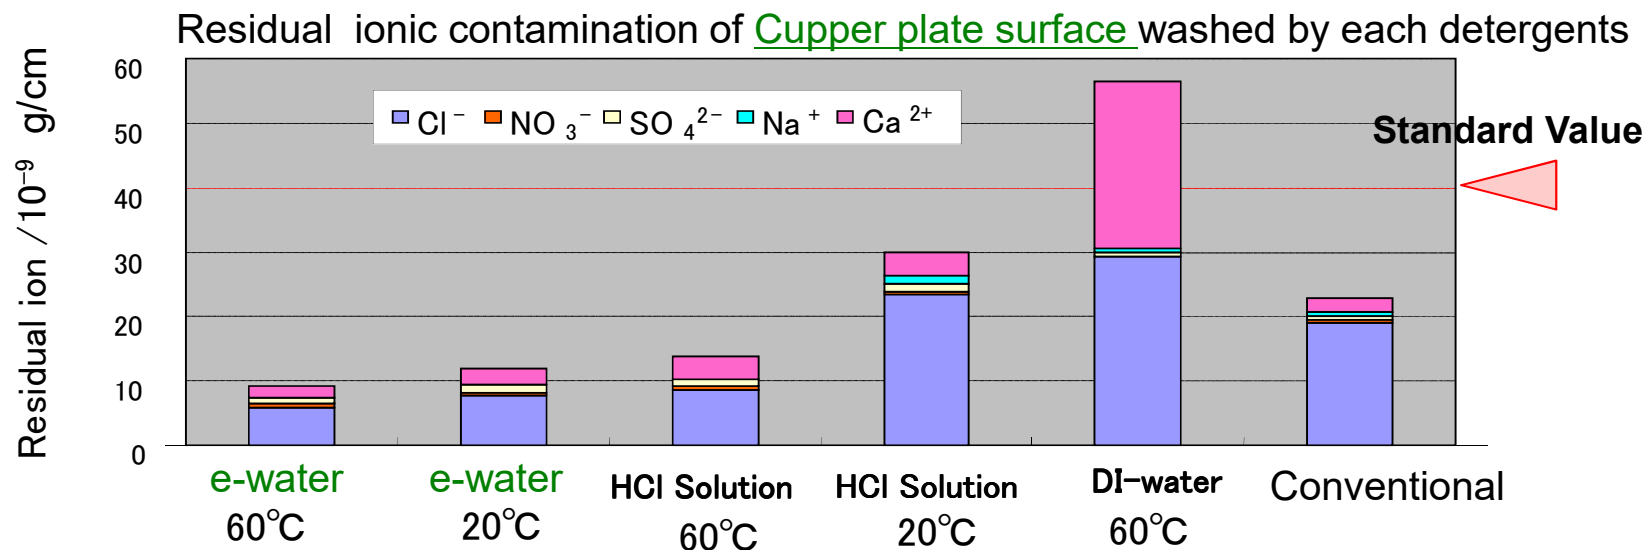 Residual ionic contamination of Cupper plate surface washed by each detergents
Residual ion /10⁻⁹ g/cm
60
50
40
30
20
10
0
Cl⁻ NO₃⁻ SO₄²⁻ Na⁺ Ca²⁺
Standard Value
e-water
60℃
e-water
20℃
HCl Solution
60℃
HCl Solution
20℃
DI-water
60℃
Conventional